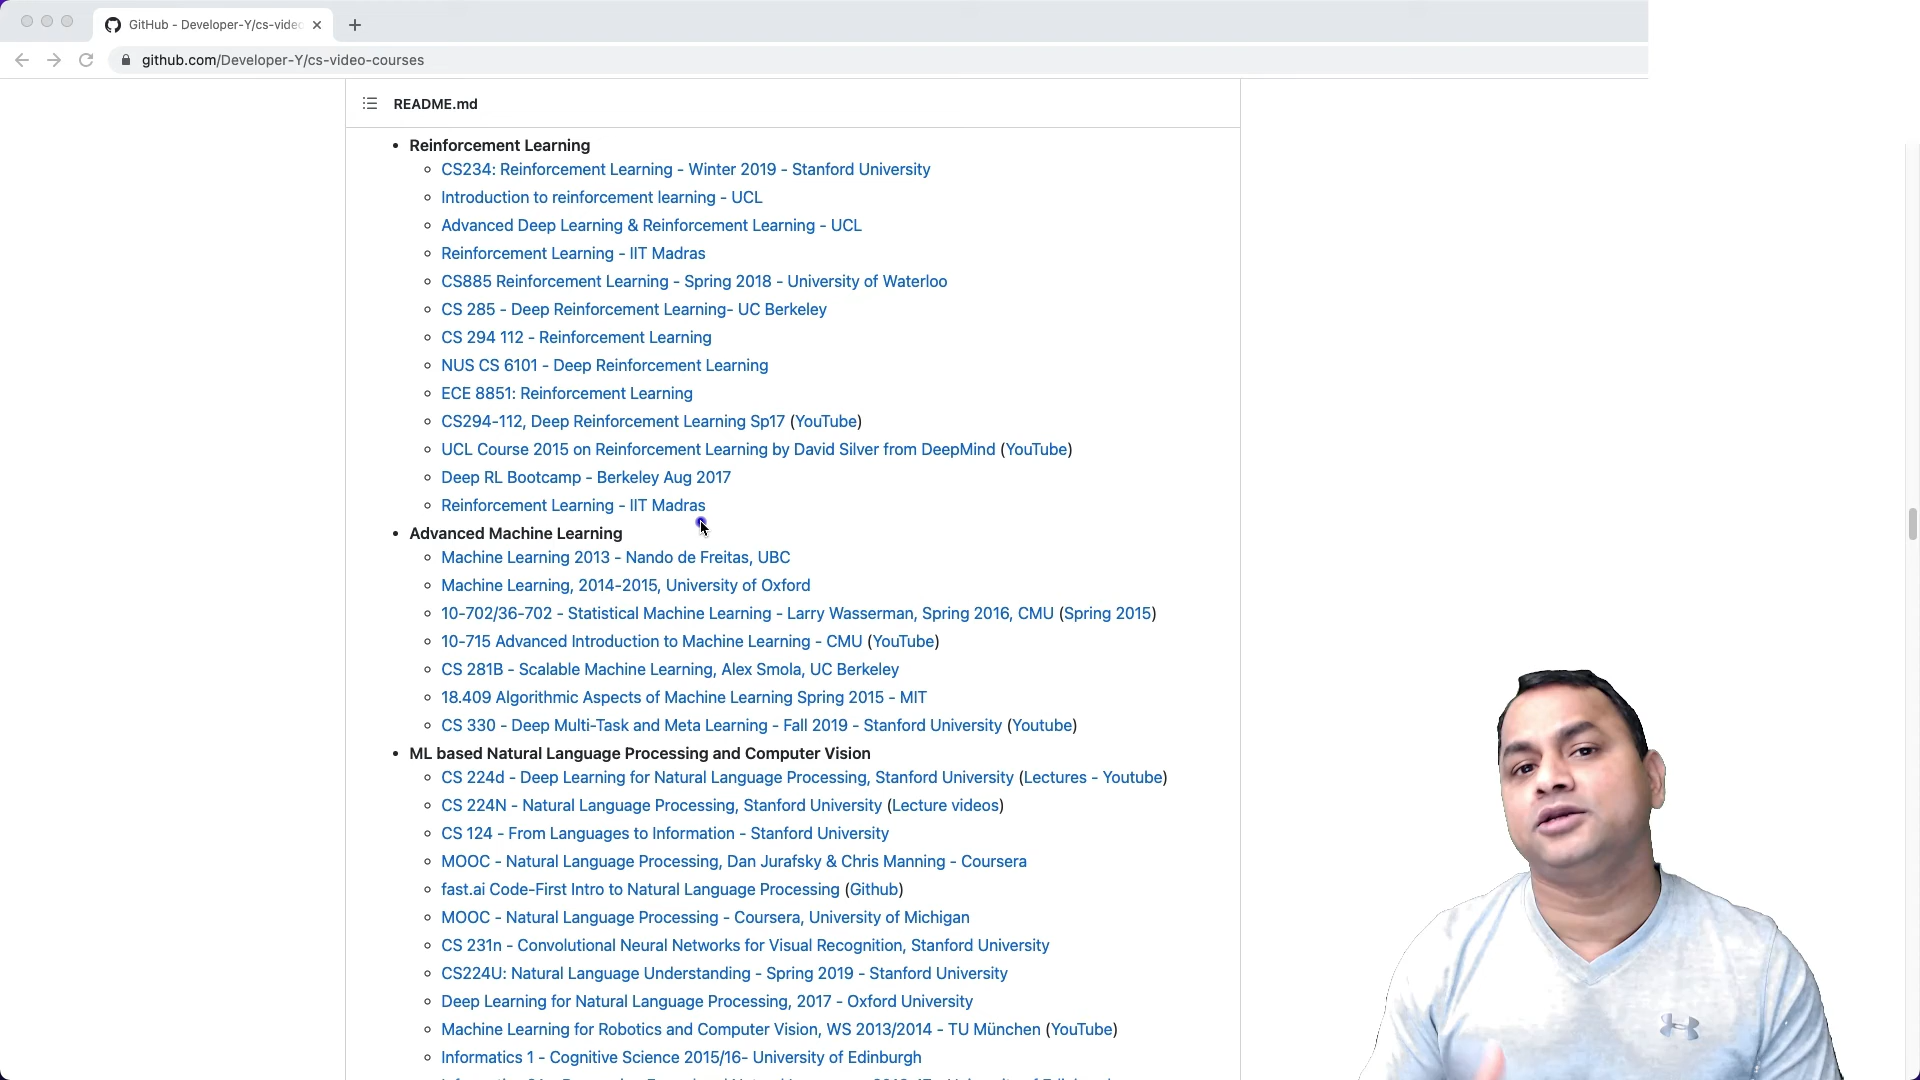 GitHub - Developer-Y/cs-vide
github.com/Developer-Y/cs-video-courses
README.md
Reinforcement Learning
CS234: Reinforcement Learning - Winter 2019 - Stanford University
Introduction to reinforcement learning - UCL
Advanced Deep Learning & Reinforcement Learning - UCL
Reinforcement Learning - IIT Madras
CS885 Reinforcement Learning - Spring 2018 - University of Waterloo
CS 285 - Deep Reinforcement Learning- UC Berkeley
CS 294 112 - Reinforcement Learning
NUS CS 6101 - Deep Reinforcement Learning
ECE 8851: Reinforcement Learning
CS294-112, Deep Reinforcement Learning Sp17 (YouTube)
UCL Course 2015 on Reinforcement Learning by David Silver from DeepMind (YouTube)
Deep RL Bootcamp - Berkeley Aug 2017
Reinforcement Learning - IIT Madras
Advanced Machine Learning
Machine Learning 2013 - Nando de Freitas, UBC
Machine Learning, 2014-2015, University of Oxford
10-702/36-702 - Statistical Machine Learning - Larry Wasserman, Spring 2016, CMU (Spring 2015)
10-715 Advanced Introduction to Machine Learning - CMU (YouTube)
CS 281B - Scalable Machine Learning, Alex Smola, UC Berkeley
18.409 Algorithmic Aspects of Machine Learning Spring 2015 - MIT
CS 330 - Deep Multi-Task and Meta Learning - Fall 2019 - Stanford University (Youtube)
ML based Natural Language Processing and Computer Vision
CS 224d - Deep Learning for Natural Language Processing, Stanford University (Lectures - Youtube)
CS 224N - Natural Language Processing, Stanford University (Lecture videos)
CS 124 - From Languages to Information - Stanford University
MOOC - Natural Language Processing, Dan Jurafsky & Chris Manning - Coursera
fast.ai Code-First Intro to Natural Language Processing (Github)
MOOC - Natural Language Processing - Coursera, University of Michigan
CS 231n - Convolutional Neural Networks for Visual Recognition, Stanford University
CS224U: Natural Language Understanding - Spring 2019 - Stanford University
Deep Learning for Natural Language Processing, 2017 - Oxford University
Machine Learning for Robotics and Computer Vision, WS 2013/2014 - TU München (YouTube)
Informatics 1 - Cognitive Science 2015/16- University of Edinburgh